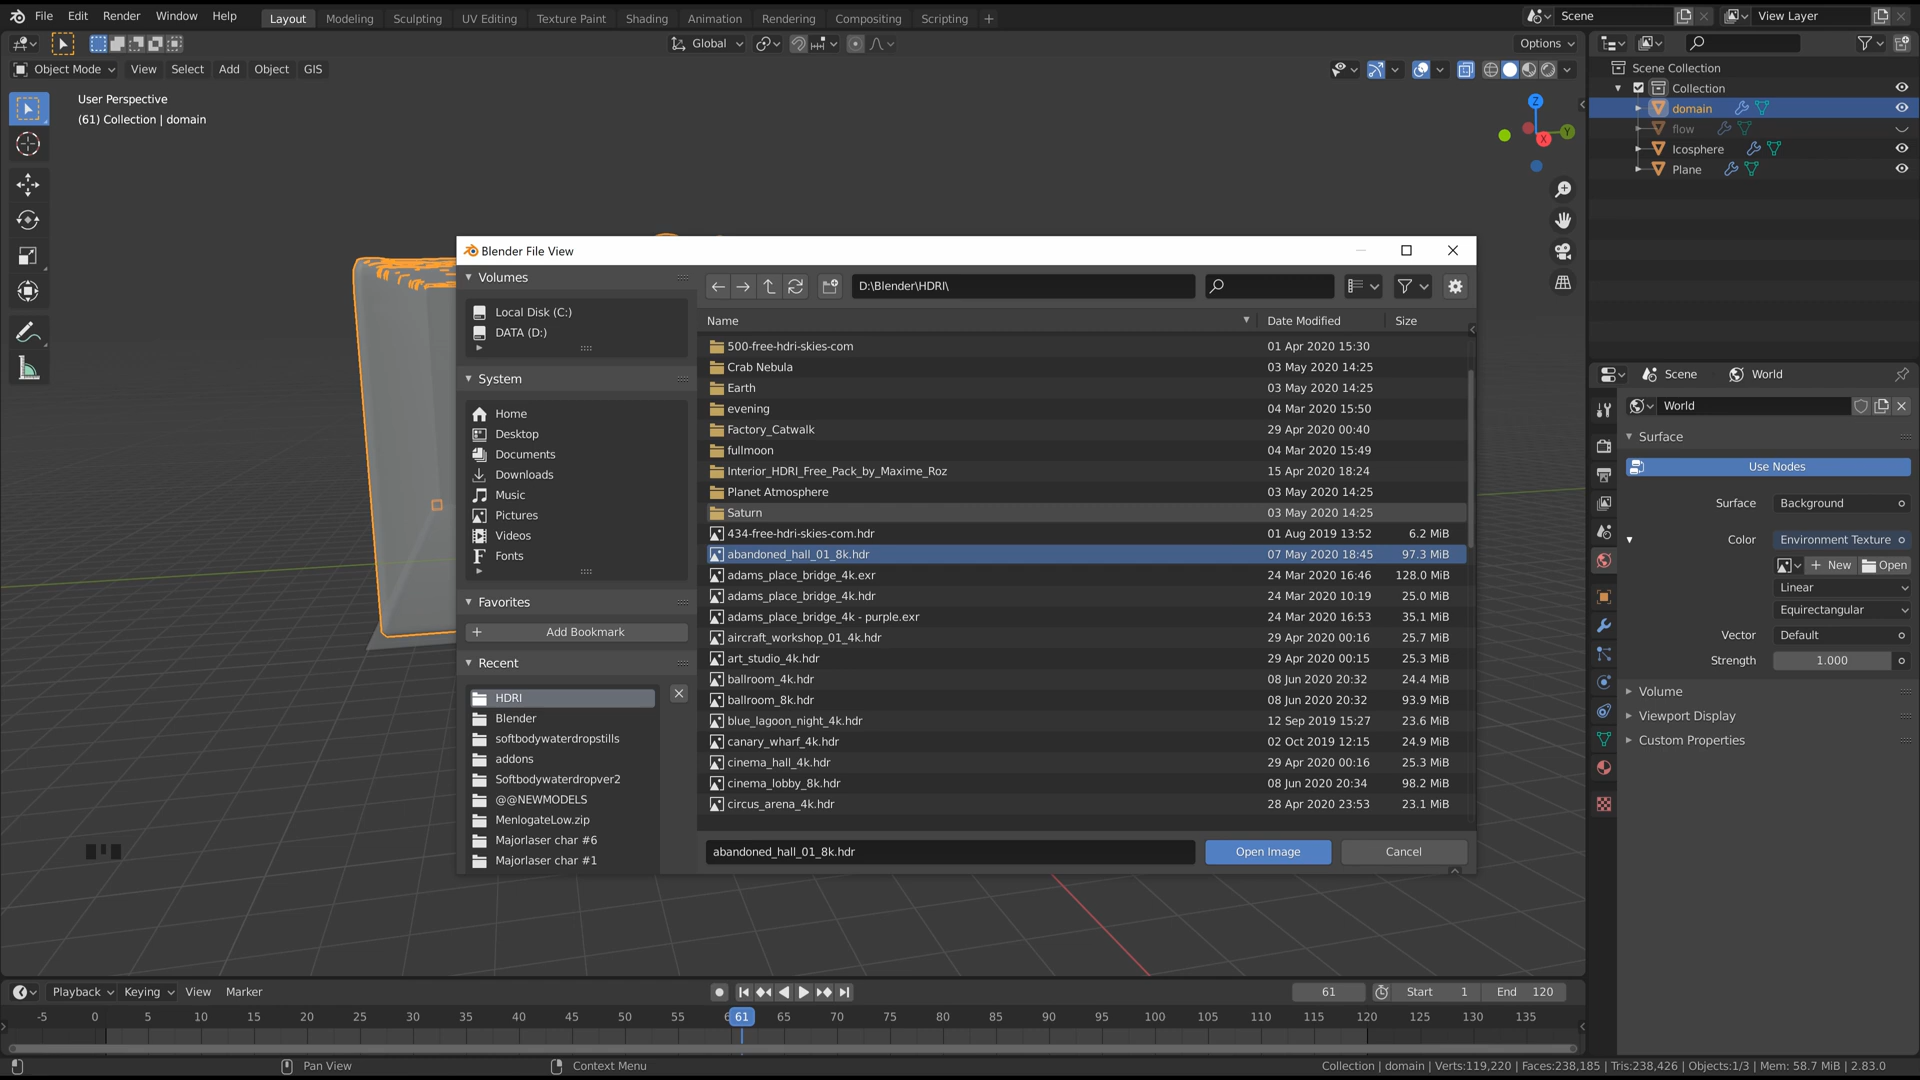 File Edit Render Window Help Layout Modeling Sculpting UV Editing Texture Paint Shading Animation Rendering Compositing Scripting + Scene View Layer
Global Options
Object Mode View Select Add Object GIS
User Perspective
(61) Collection | domain
Z
Y
X
Scene Collection
Collection
domain
flow
Icosphere
Plane
Blender File View
Volumes
Local Disk (C:)
DATA (D:)
System
Home
Desktop
Documents
Downloads
Music
Pictures
Videos
Fonts
Favorites
+ Add Bookmark
Recent
HDRI
Blender
softbodywaterdropstills
addons
Softbodywaterdropver2
@@NEWMODELS
MenlogateLow.zip
Majorlaser char #6
Majorlaser char #1
D:\Blender\HDRI\
Name Date Modified Size
500-free-hdri-skies-com 01 Apr 2020 15:30
Crab Nebula 03 May 2020 14:25
Earth 03 May 2020 14:25
evening 04 Mar 2020 15:50
Factory_Catwalk 29 Apr 2020 00:40
fullmoon 04 Mar 2020 15:49
Interior_HDRI_Free_Pack_by_Maxime_Roz 15 Apr 2020 18:24
Planet Atmosphere 03 May 2020 14:25
Saturn 03 May 2020 14:25
434-free-hdri-skies-com.hdr 01 Aug 2019 13:52 6.2 MiB
abandoned_hall_01_8k.hdr 07 May 2020 18:45 97.3 MiB
adams_place_bridge_4k.exr 24 Mar 2020 16:46 128.0 MiB
adams_place_bridge_4k.hdr 24 Mar 2020 10:19 25.0 MiB
adams_place_bridge_4k - purple.exr 24 Mar 2020 16:53 35.1 MiB
aircraft_workshop_01_4k.hdr 29 Apr 2020 00:16 25.7 MiB
art_studio_4k.hdr 29 Apr 2020 00:15 25.3 MiB
ballroom_4k.hdr 08 Jun 2020 20:32 24.4 MiB
ballroom_8k.hdr 08 Jun 2020 20:32 93.9 MiB
blue_lagoon_night_4k.hdr 12 Sep 2019 15:27 23.6 MiB
canary_wharf_4k.hdr 02 Oct 2019 12:15 24.9 MiB
cinema_hall_4k.hdr 29 Apr 2020 00:16 25.3 MiB
cinema_lobby_8k.hdr 08 Jun 2020 20:34 98.2 MiB
circus_arena_4k.hdr 28 Apr 2020 23:53 23.1 MiB
abandoned_hall_01_8k.hdr Open Image Cancel
Scene World
World
Surface
Use Nodes
Surface Background
Color Environment Texture
+ New Open
Linear
Equirectangular
Vector Default
Strength 1.000
Volume
Viewport Display
Custom Properties
Playback Keying View Marker 61 Start 1 End 120
-5 0 5 10 15 20 25 30 35 40 45 50 55 6 61 65 70 75 80 85 90 95 100 105 110 115 120 125 130 135
Pan View Context Menu Collection | domain | Verts:119,220 | Faces:238,185 | Tris:238,426 | Objects:1/3 | Mem: 58.7 MiB | 2.83.0